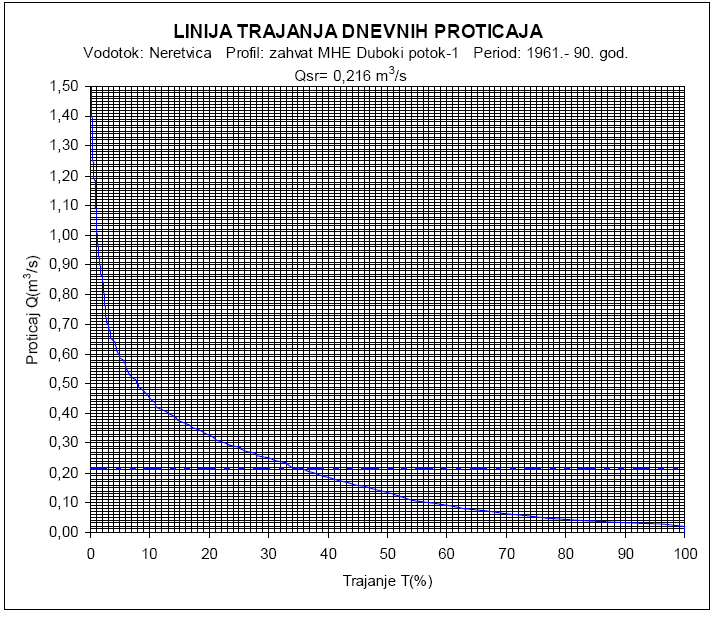 LINIJA TRAJANJA DNEVNIH PROTICAJA
Vodotok: Neretvica Profil: zahvat MHE Duboki potok-1 Period: 1961.- 90. god.
Qsr= 0,216 m³/s
Proticaj Q(m³/s)
1,50
1,40
1,30
1,20
1,10
1,00
0,90
0,80
0,70
0,60
0,50
0,40
0,30
0,20
0,10
0,00
0 10 20 30 40 50 60 70 80 90 100
Trajanje T(%)